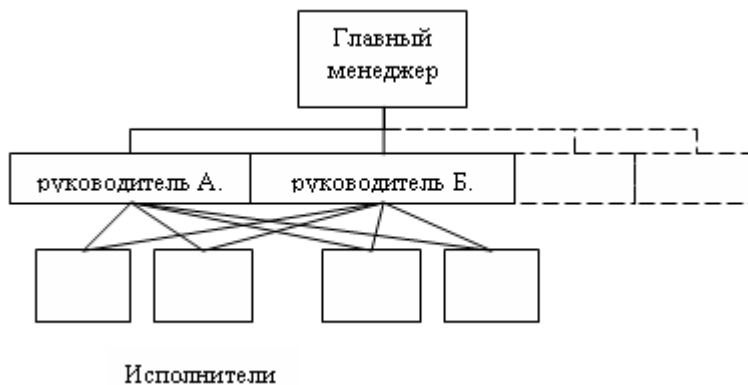 Главный
менеджер
руководитель А.
руководитель Б.
Исполнители